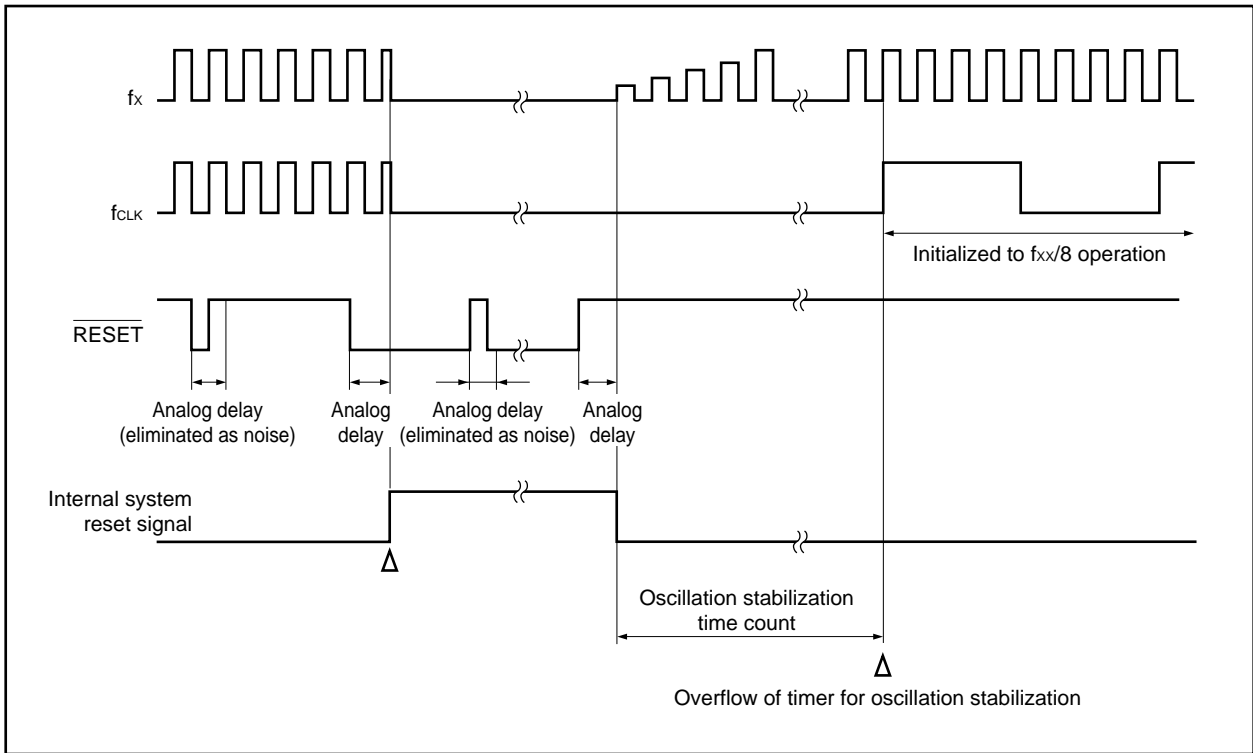 fX
fCLK
Initialized to fXX/8 operation
RESET
Analog delay
(eliminated as noise)
Analog
delay
Analog delay
(eliminated as noise)
Analog
delay
Internal system
reset signal
Oscillation stabilization
time count
Overflow of timer for oscillation stabilization